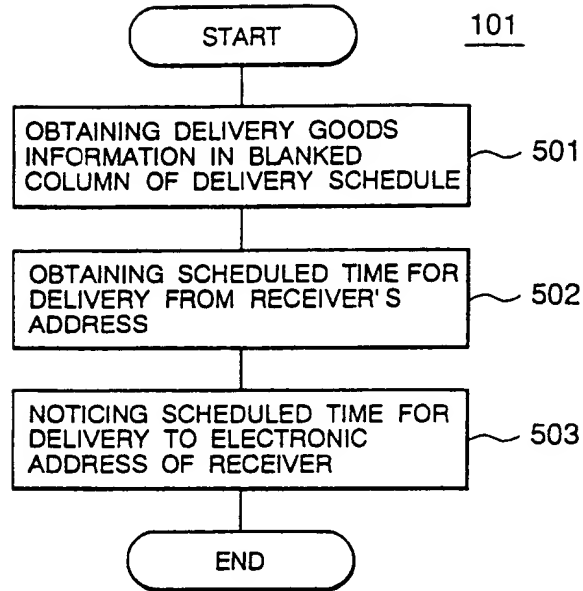 START
101
OBTAINING DELIVERY GOODS
INFORMATION IN BLANKED
COLUMN OF DELIVERY SCHEDULE
501
OBTAINING SCHEDULED TIME FOR
DELIVERY FROM RECEIVER'S
ADDRESS
502
NOTICING SCHEDULED TIME FOR
DELIVERY TO ELECTRONIC
ADDRESS OF RECEIVER
503
END